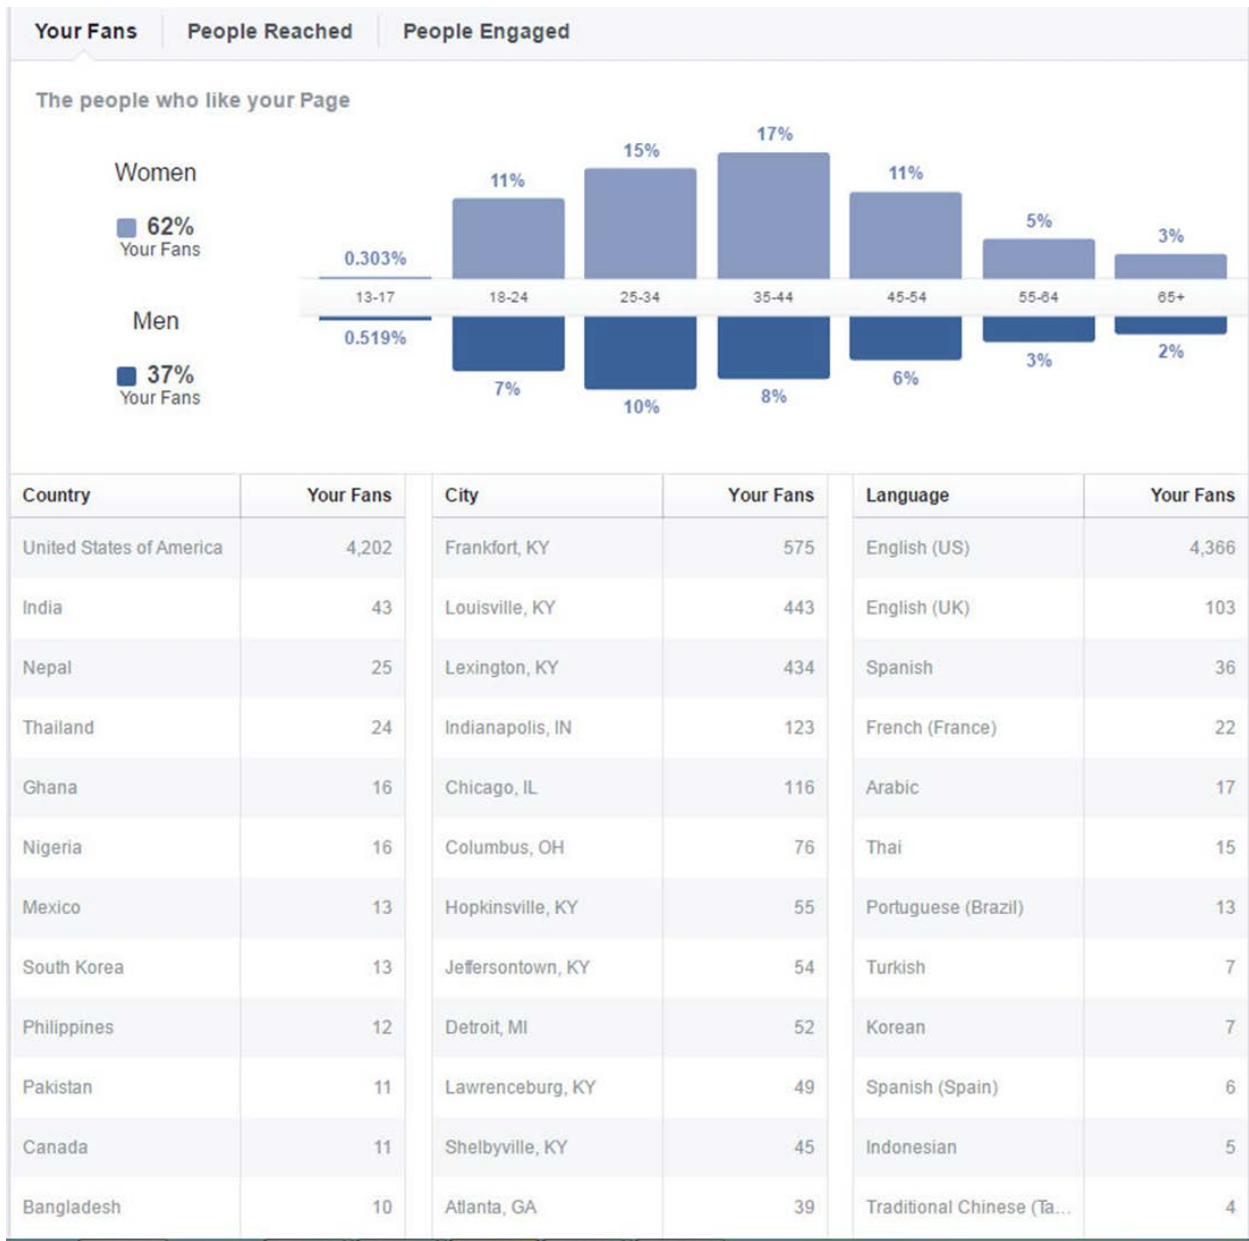 Your Fans People Reached People Engaged
The people who like your Page
17%
15%
Women
11%
11%
62%
5%
3%
Your Fans
0.303%
13-17 18-24 25-34 35-44 45-54 55-64 65+
Men
0.519%
37%
7%
10%
8%
6%
3%
2%
Your Fans
Country Your Fans City Your Fans Language Your Fans
United States of America 4,202 Frankfort, KY 575 English (US) 4,366
India 43 Louisville, KY 443 English (UK) 103
Nepal 25 Lexington, KY 434 Spanish 36
Thailand 24 Indianapolis, IN 123 French (France) 22
Ghana 16 Chicago, IL 116 Arabic 17
Nigeria 16 Columbus, OH 76 Thai 15
Mexico 13 Hopkinsville, KY 55 Portuguese (Brazil) 13
South Korea 13 Jeffersontown, KY 54 Turkish 7
Philippines 12 Detroit, MI 52 Korean 7
Pakistan 11 Lawrenceburg, KY 49 Spanish (Spain) 6
Canada 11 Shelbyville, KY 45 Indonesian 5
Bangladesh 10 Atlanta, GA 39 Traditional Chinese (Ta... 4